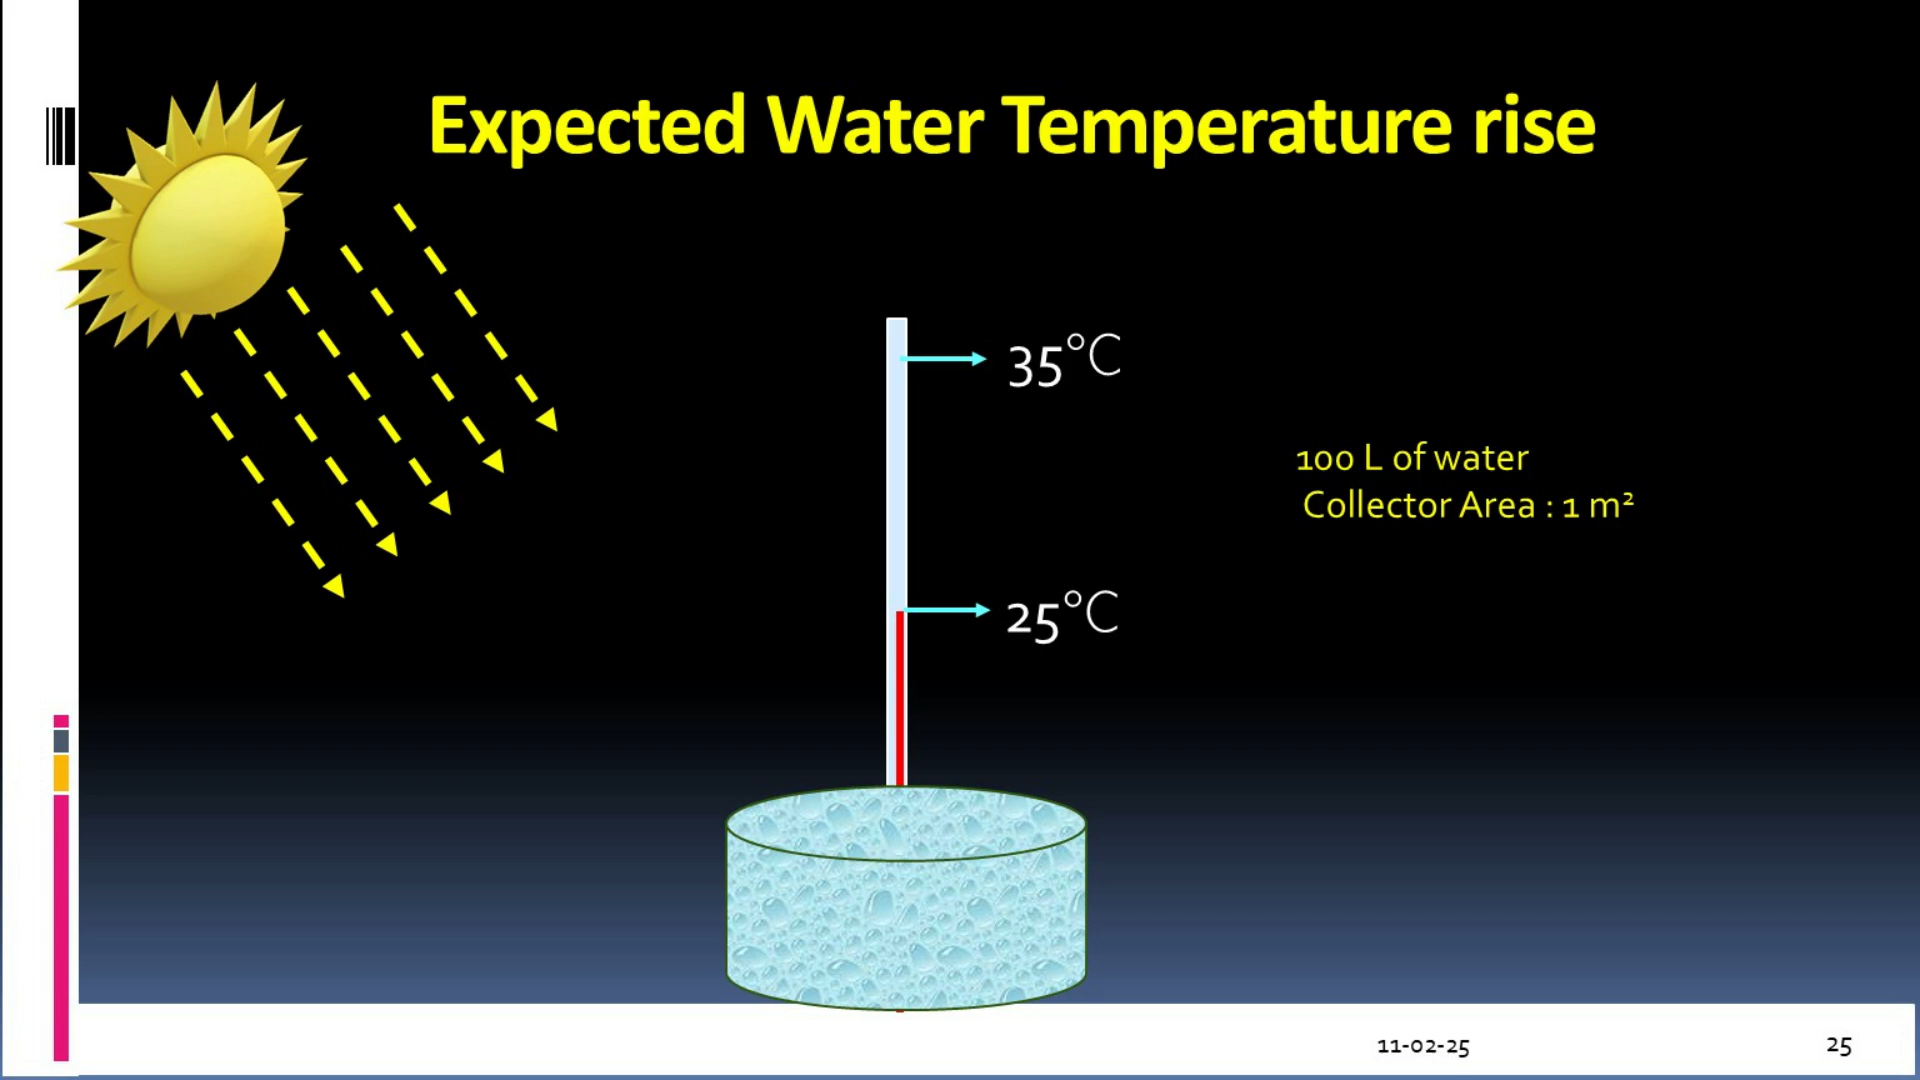 Expected Water Temperature rise
35°C
100 L of water
Collector Area : 1 m²
25°C
11-02-25
25